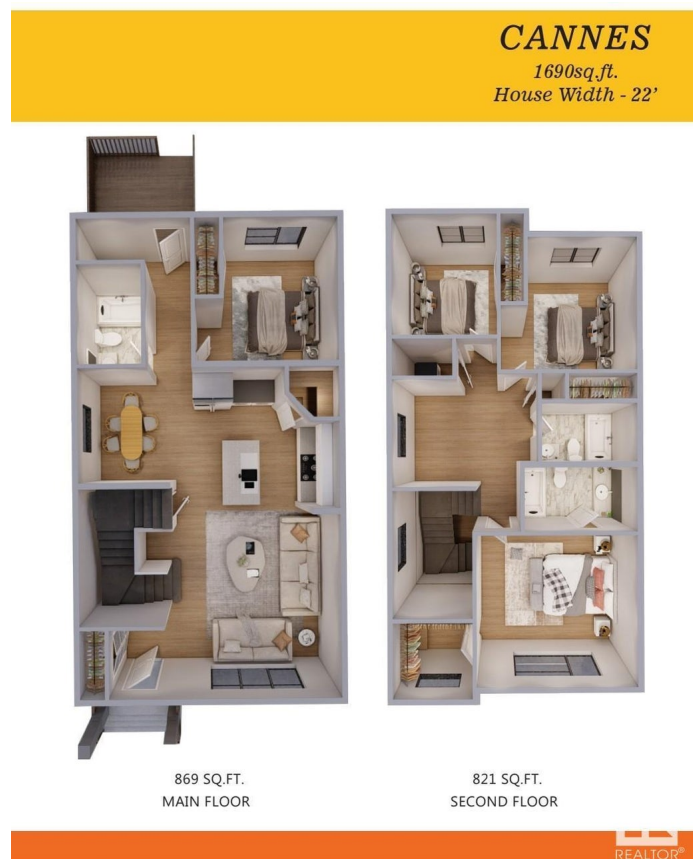 CANNES
1690sq.ft.
House Width - 22’
869 SQ.FT.
MAIN FLOOR
821 SQ.FT.
SECOND FLOOR
REALTOR®